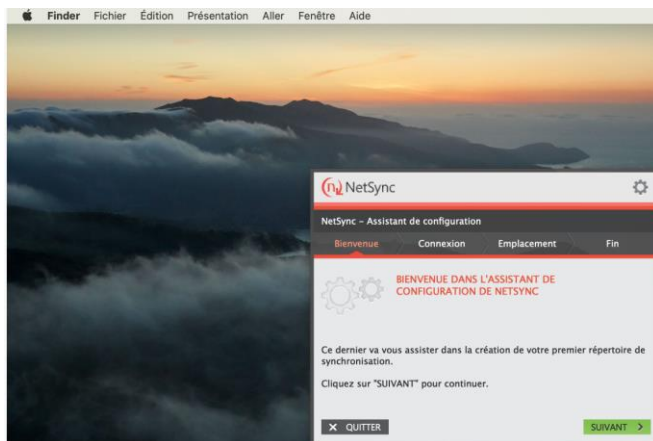 Finder Fichier Édition Présentation Aller Fenêtre Aide
NetSync
NetSync – Assistant de configuration
Bienvenue Connexion Emplacement Fin
BIENVENUE DANS L'ASSISTANT DE
CONFIGURATION DE NETSYNC
Ce dernier va vous assister dans la création de votre premier répertoire de
synchronisation.
Cliquez sur "SUIVANT" pour continuer.
X QUITTER SUIVANT >